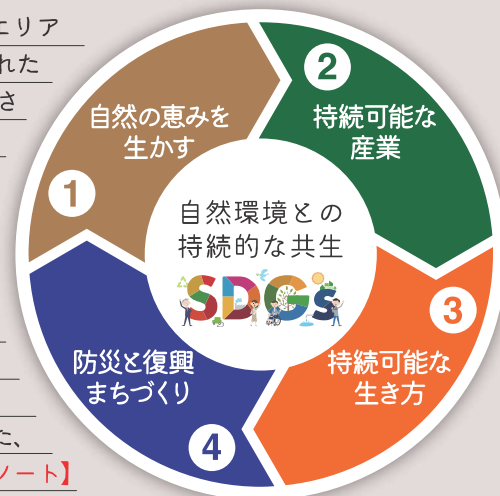 エリア
れた
さ
1
自然の恵みを
生かす
2
持続可能な
産業
自然環境との
持続的な共生
SDGs
3
持続可能な
生き方
防災と復興
まちづくり
4
た、
ノート】